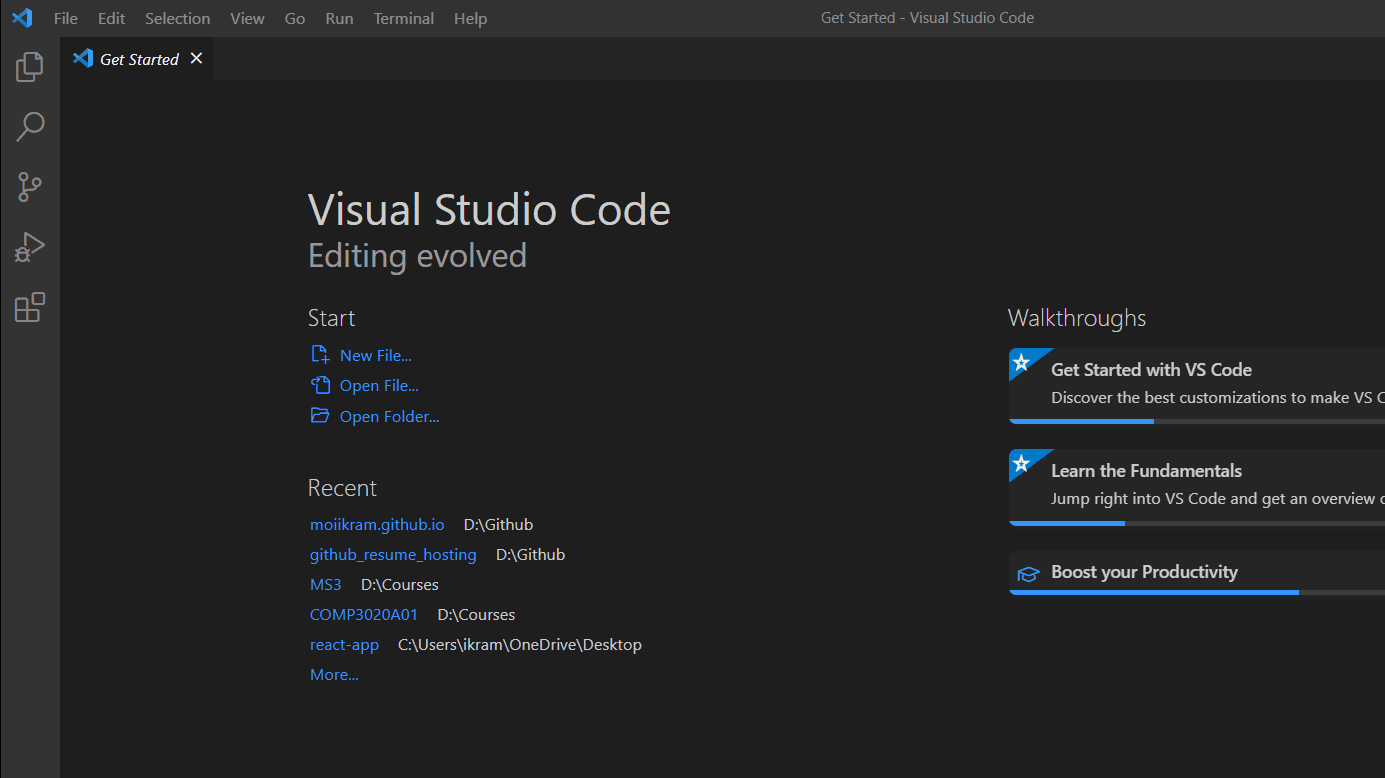 File Edit Selection View Go Run Terminal Help
Get Started - Visual Studio Code
Get Started
Visual Studio Code
Editing evolved
Start
New File...
Open File...
Open Folder...
Recent
moiikram.github.io D:\Github
github_resume_hosting D:\Github
MS3 D:\Courses
COMP3020A01 D:\Courses
react-app C:\Users\ikram\OneDrive\Desktop
More...
Walkthroughs
Get Started with VS Code
Discover the best customizations to make VS
Learn the Fundamentals
Jump right into VS Code and get an overview
Boost your Productivity